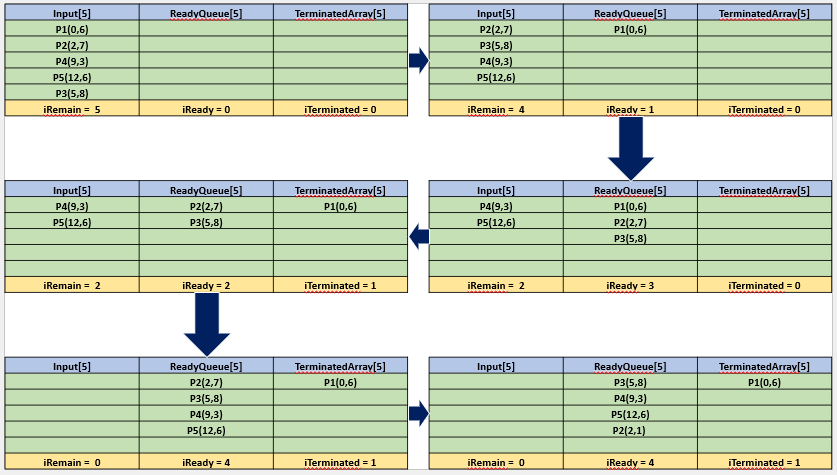 Input[5] ReadyQueue[5] TerminatedArray[5]
P1(0,6)
P2(2,7)
P4(9,3)
P5(12,6)
P3(5,8)
iRemain = 5 iReady = 0 iTerminated = 0
Input[5] ReadyQueue[5] TerminatedArray[5]
P2(2,7) P1(0,6)
P3(5,8)
P4(9,3)
P5(12,6)
iRemain = 4 iReady = 1 iTerminated = 0
Input[5] ReadyQueue[5] TerminatedArray[5]
P4(9,3) P2(2,7) P1(0,6)
P5(12,6) P3(5,8)
iRemain = 2 iReady = 2 iTerminated = 1
Input[5] ReadyQueue[5] TerminatedArray[5]
P4(9,3) P1(0,6)
P5(12,6) P2(2,7)
P3(5,8)
iRemain = 2 iReady = 3 iTerminated = 0
Input[5] ReadyQueue[5] TerminatedArray[5]
P2(2,7) P1(0,6)
P3(5,8)
P4(9,3)
P5(12,6)
iRemain = 0 iReady = 4 iTerminated = 1
Input[5] ReadyQueue[5] TerminatedArray[5]
P3(5,8) P1(0,6)
P4(9,3)
P5(12,6)
P2(2,1)
iRemain = 0 iReady = 4 iTerminated = 1